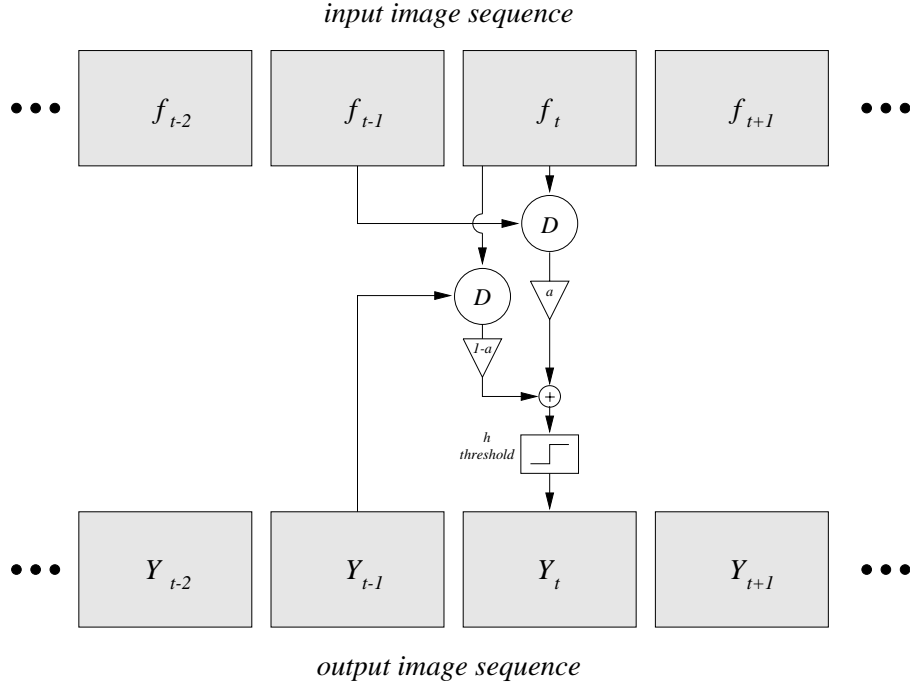 input image sequence
••• f t-2 f t-1 f t f t+1 •••
D
a
D
1-a
+
h
threshold
••• Y t-2 Y t-1 Y t Y t+1 •••
output image sequence